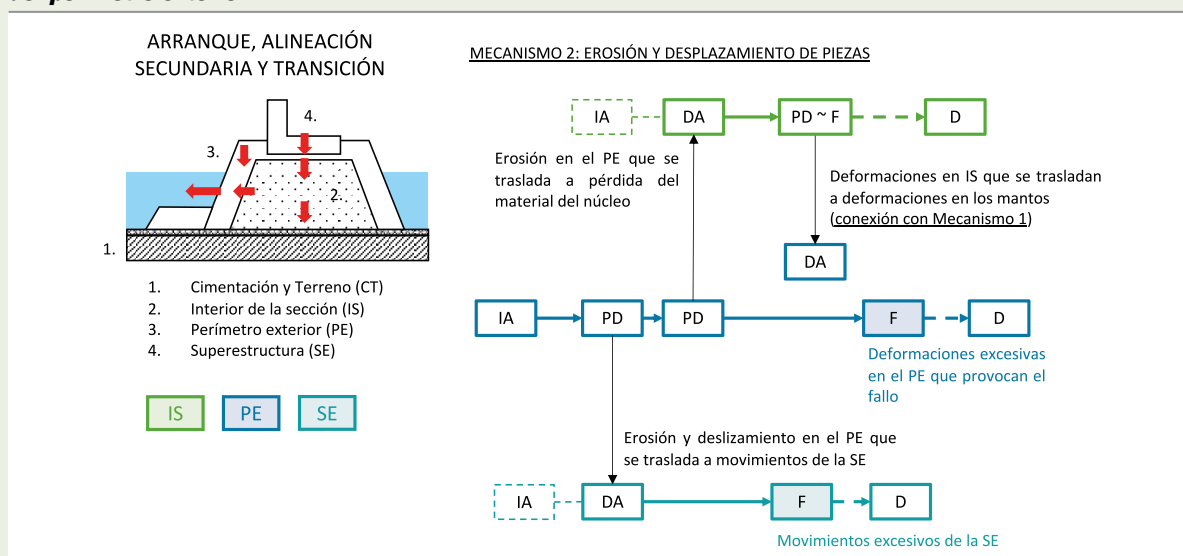 ARRANQUE, ALINEACIÓN
SECUNDARIA Y TRANSICIÓN
4.
3.
2.
1.
1. Cimentación y Terreno (CT)
2. Interior de la sección (IS)
3. Perímetro exterior (PE)
4. Superestructura (SE)
IS PE SE
MECANISMO 2: EROSIÓN Y DESPLAZAMIENTO DE PIEZAS
IA DA PD ~ F D
Erosión en el PE que se
traslada a pérdida del
material del núcleo
Deformaciones en IS que se trasladan
a deformaciones en los mantos
(conexión con Mecanismo 1)
DA
IA PD PD F D
Deformaciones excesivas
en el PE que provocan el
fallo
Erosión y deslizamiento en el PE que
se traslada a movimientos de la SE
IA DA F D
Movimientos excesivos de la SE